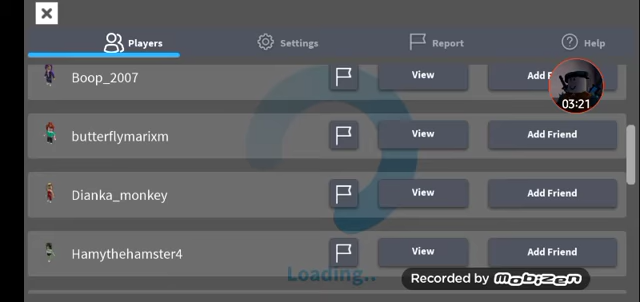 Players Settings Report Help
Boop_2007 View
03:21
butterflymarixm View Add Friend
Dianka_monkey View Add Friend
Hamythehamster4 View Add Friend
Loading..
Recorded by MOBIZEN